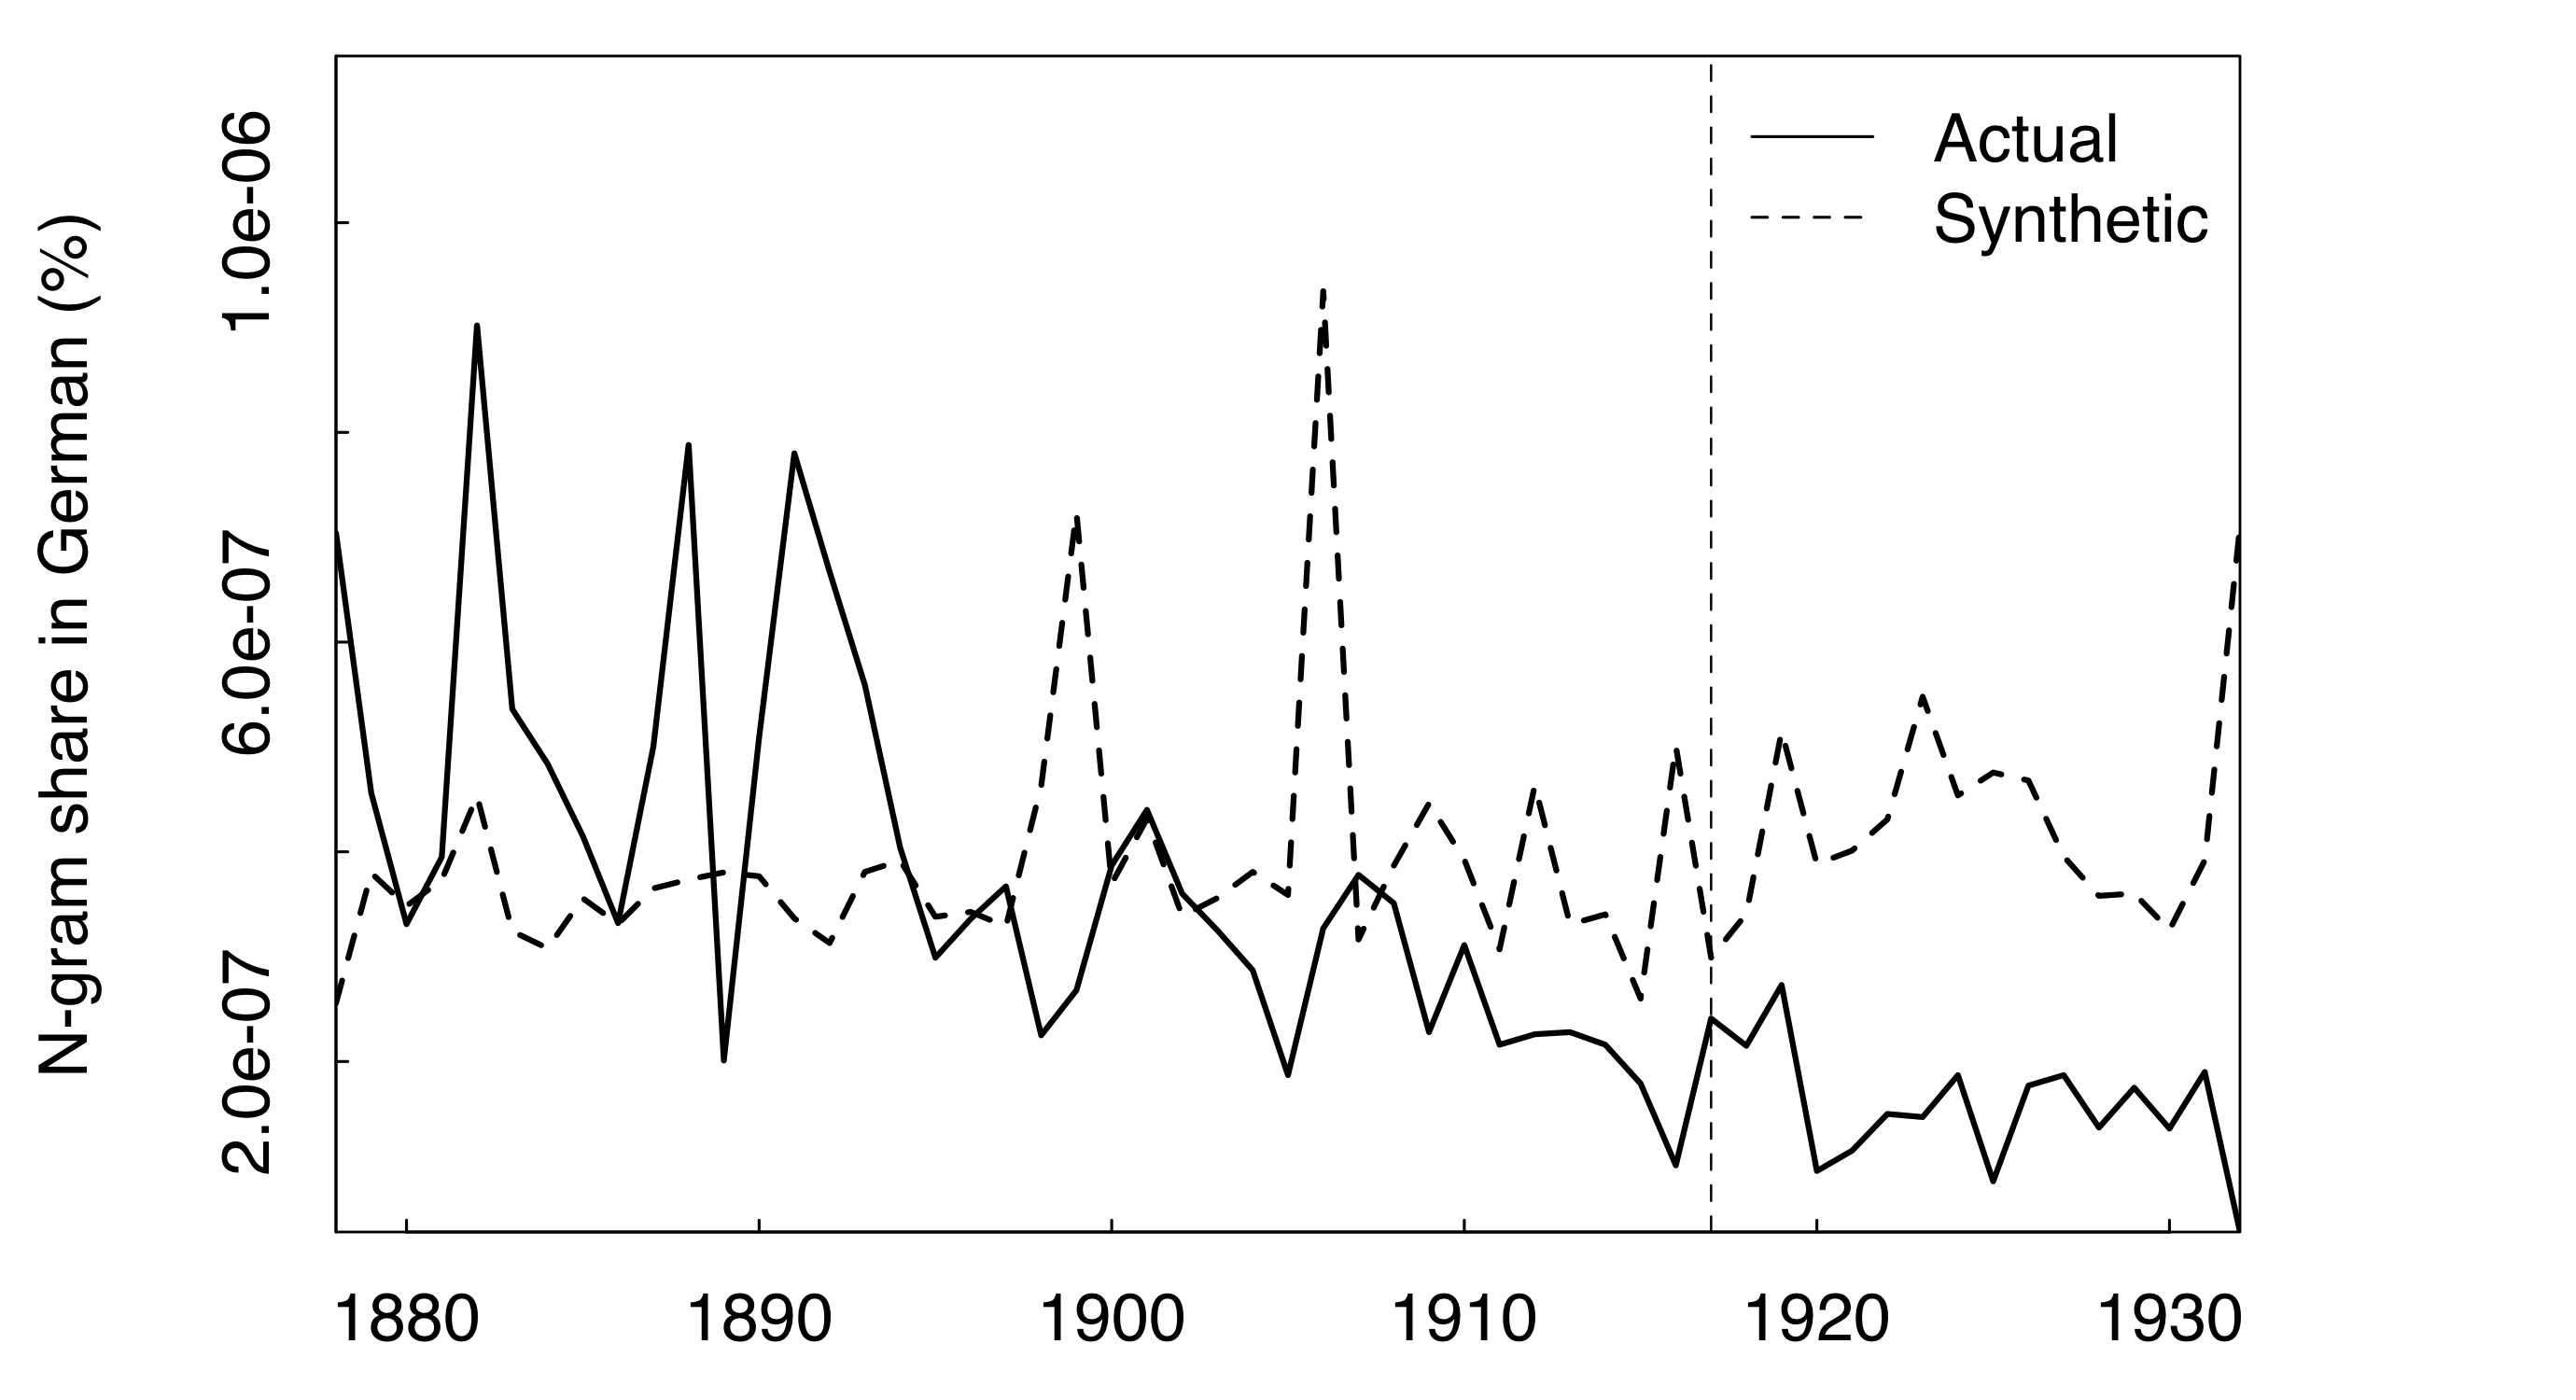 N-gram share in German (%)
1.0e-06
6.0e-07
2.0e-07
Actual
Synthetic
1880 1890 1900 1910 1920 1930